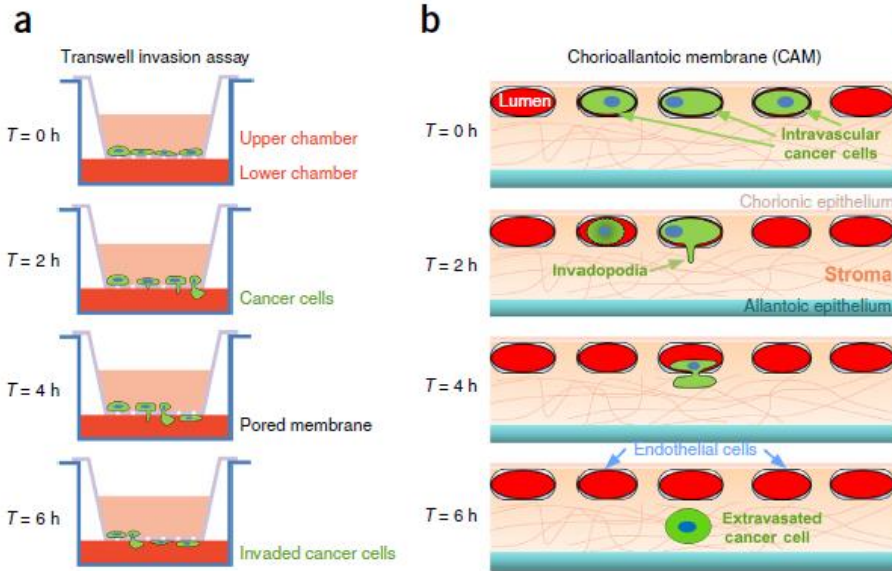 a
Transwell invasion assay
T = 0 h
Upper chamber
Lower chamber
T = 2 h
Cancer cells
T = 4 h
Pored membrane
T = 6 h
Invaded cancer cells
b
Chorioallantoic membrane (CAM)
Lumen
T = 0 h
Intravascular
cancer cells
Chorionic epithelium
T = 2 h
Invadopodia
Stroma
Allantoic epithelium
T = 4 h
Endothelial cells
T = 6 h
Extravasated
cancer cell